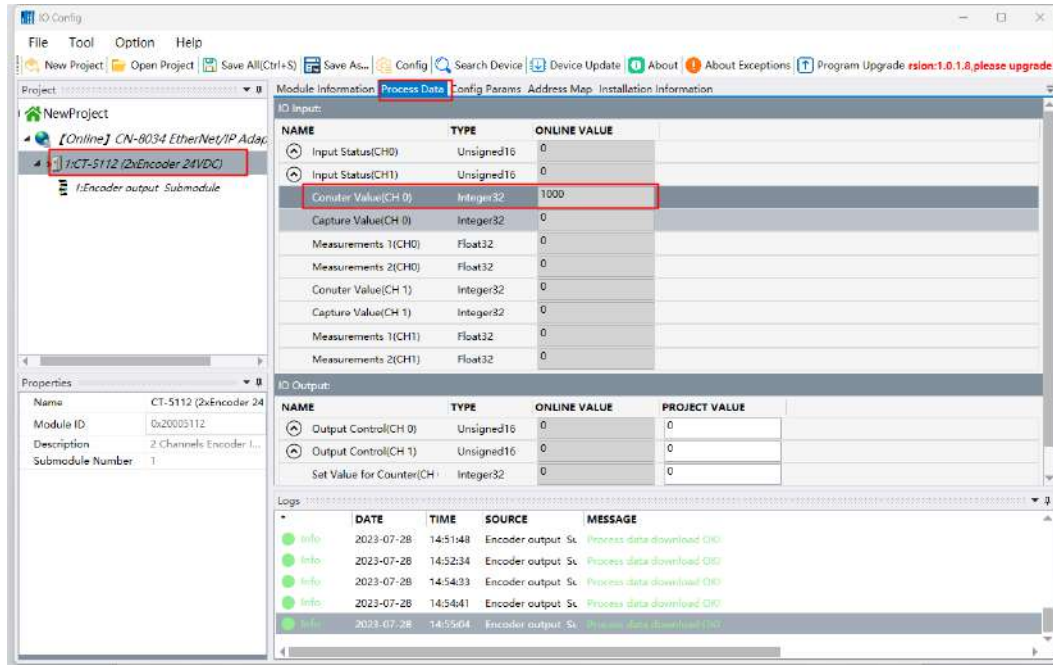 IO Config
File Tool Option Help
New Project Open Project Save All(Ctrl+S) Save As... Config Search Device Device Update About About Exceptions Program Upgrade rsion:1.0.1.8,please upgrade
Project
NewProject
[Online] CN-8034 EtherNet/IP Adap
1:CT-5112 (2xEncoder 24VDC)
1:Encoder output Submodule
Properties
Name CT-5112 (2xEncoder 24
Module ID 0x20005112
Description 2 Channels Encoder I...
Submodule Number 1
Module Information Process Data Config Params Address Map Installation Information
IO Input:
NAME TYPE ONLINE VALUE
Input Status(CH0) Unsigned16 0
Input Status(CH1) Unsigned16 0
Conuter Value(CH 0) Integer32 1000
Capture Value(CH 0) Integer32 0
Measurements 1(CH0) Float32 0
Measurements 2(CH0) Float32 0
Conuter Value(CH 1) Integer32 0
Capture Value(CH 1) Integer32 0
Measurements 1(CH1) Float32 0
Measurements 2(CH1) Float32 0
IO Output:
NAME TYPE ONLINE VALUE PROJECT VALUE
Output Control(CH 0) Unsigned16 0 0
Output Control(CH 1) Unsigned16 0 0
Set Value for Counter(CH Integer32 0 0
Logs
* DATE TIME SOURCE MESSAGE
Info 2023-07-28 14:51:48 Encoder output Su Process data download OK!
Info 2023-07-28 14:52:34 Encoder output Su Process data download OK!
Info 2023-07-28 14:54:33 Encoder output Su Process data download OK!
Info 2023-07-28 14:54:41 Encoder output Su Process data download OK!
Info 2023-07-28 14:55:04 Encoder output Su Process data download OK!